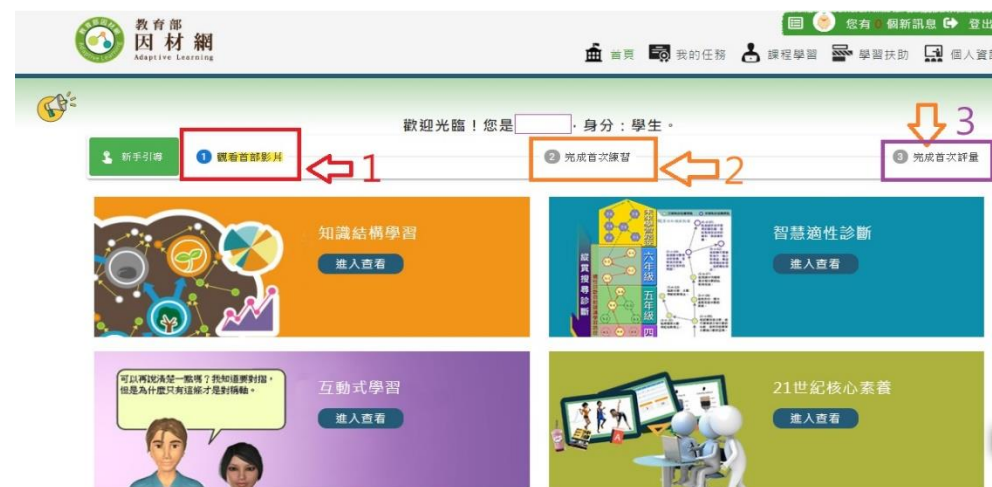 教育部
因材網
Adaptive Learning
您有 0 個新訊息 登出
首頁 我的任務 課程學習 學習扶助 個人資
歡迎光臨！您是 ，身分：學生。
3
新手引導 1 觀看首部影片 1 2 完成首次練習 2 3 完成首次評量
知識結構學習
進入查看
智慧適性診斷
進入查看
縱貫搜尋診斷
六年級
五年級
四
可以再說清楚一點嗎？我知道要對摺，
但是為什麼只有這條才是對稱軸。
互動式學習
進入查看
21世紀核心素養
進入查看